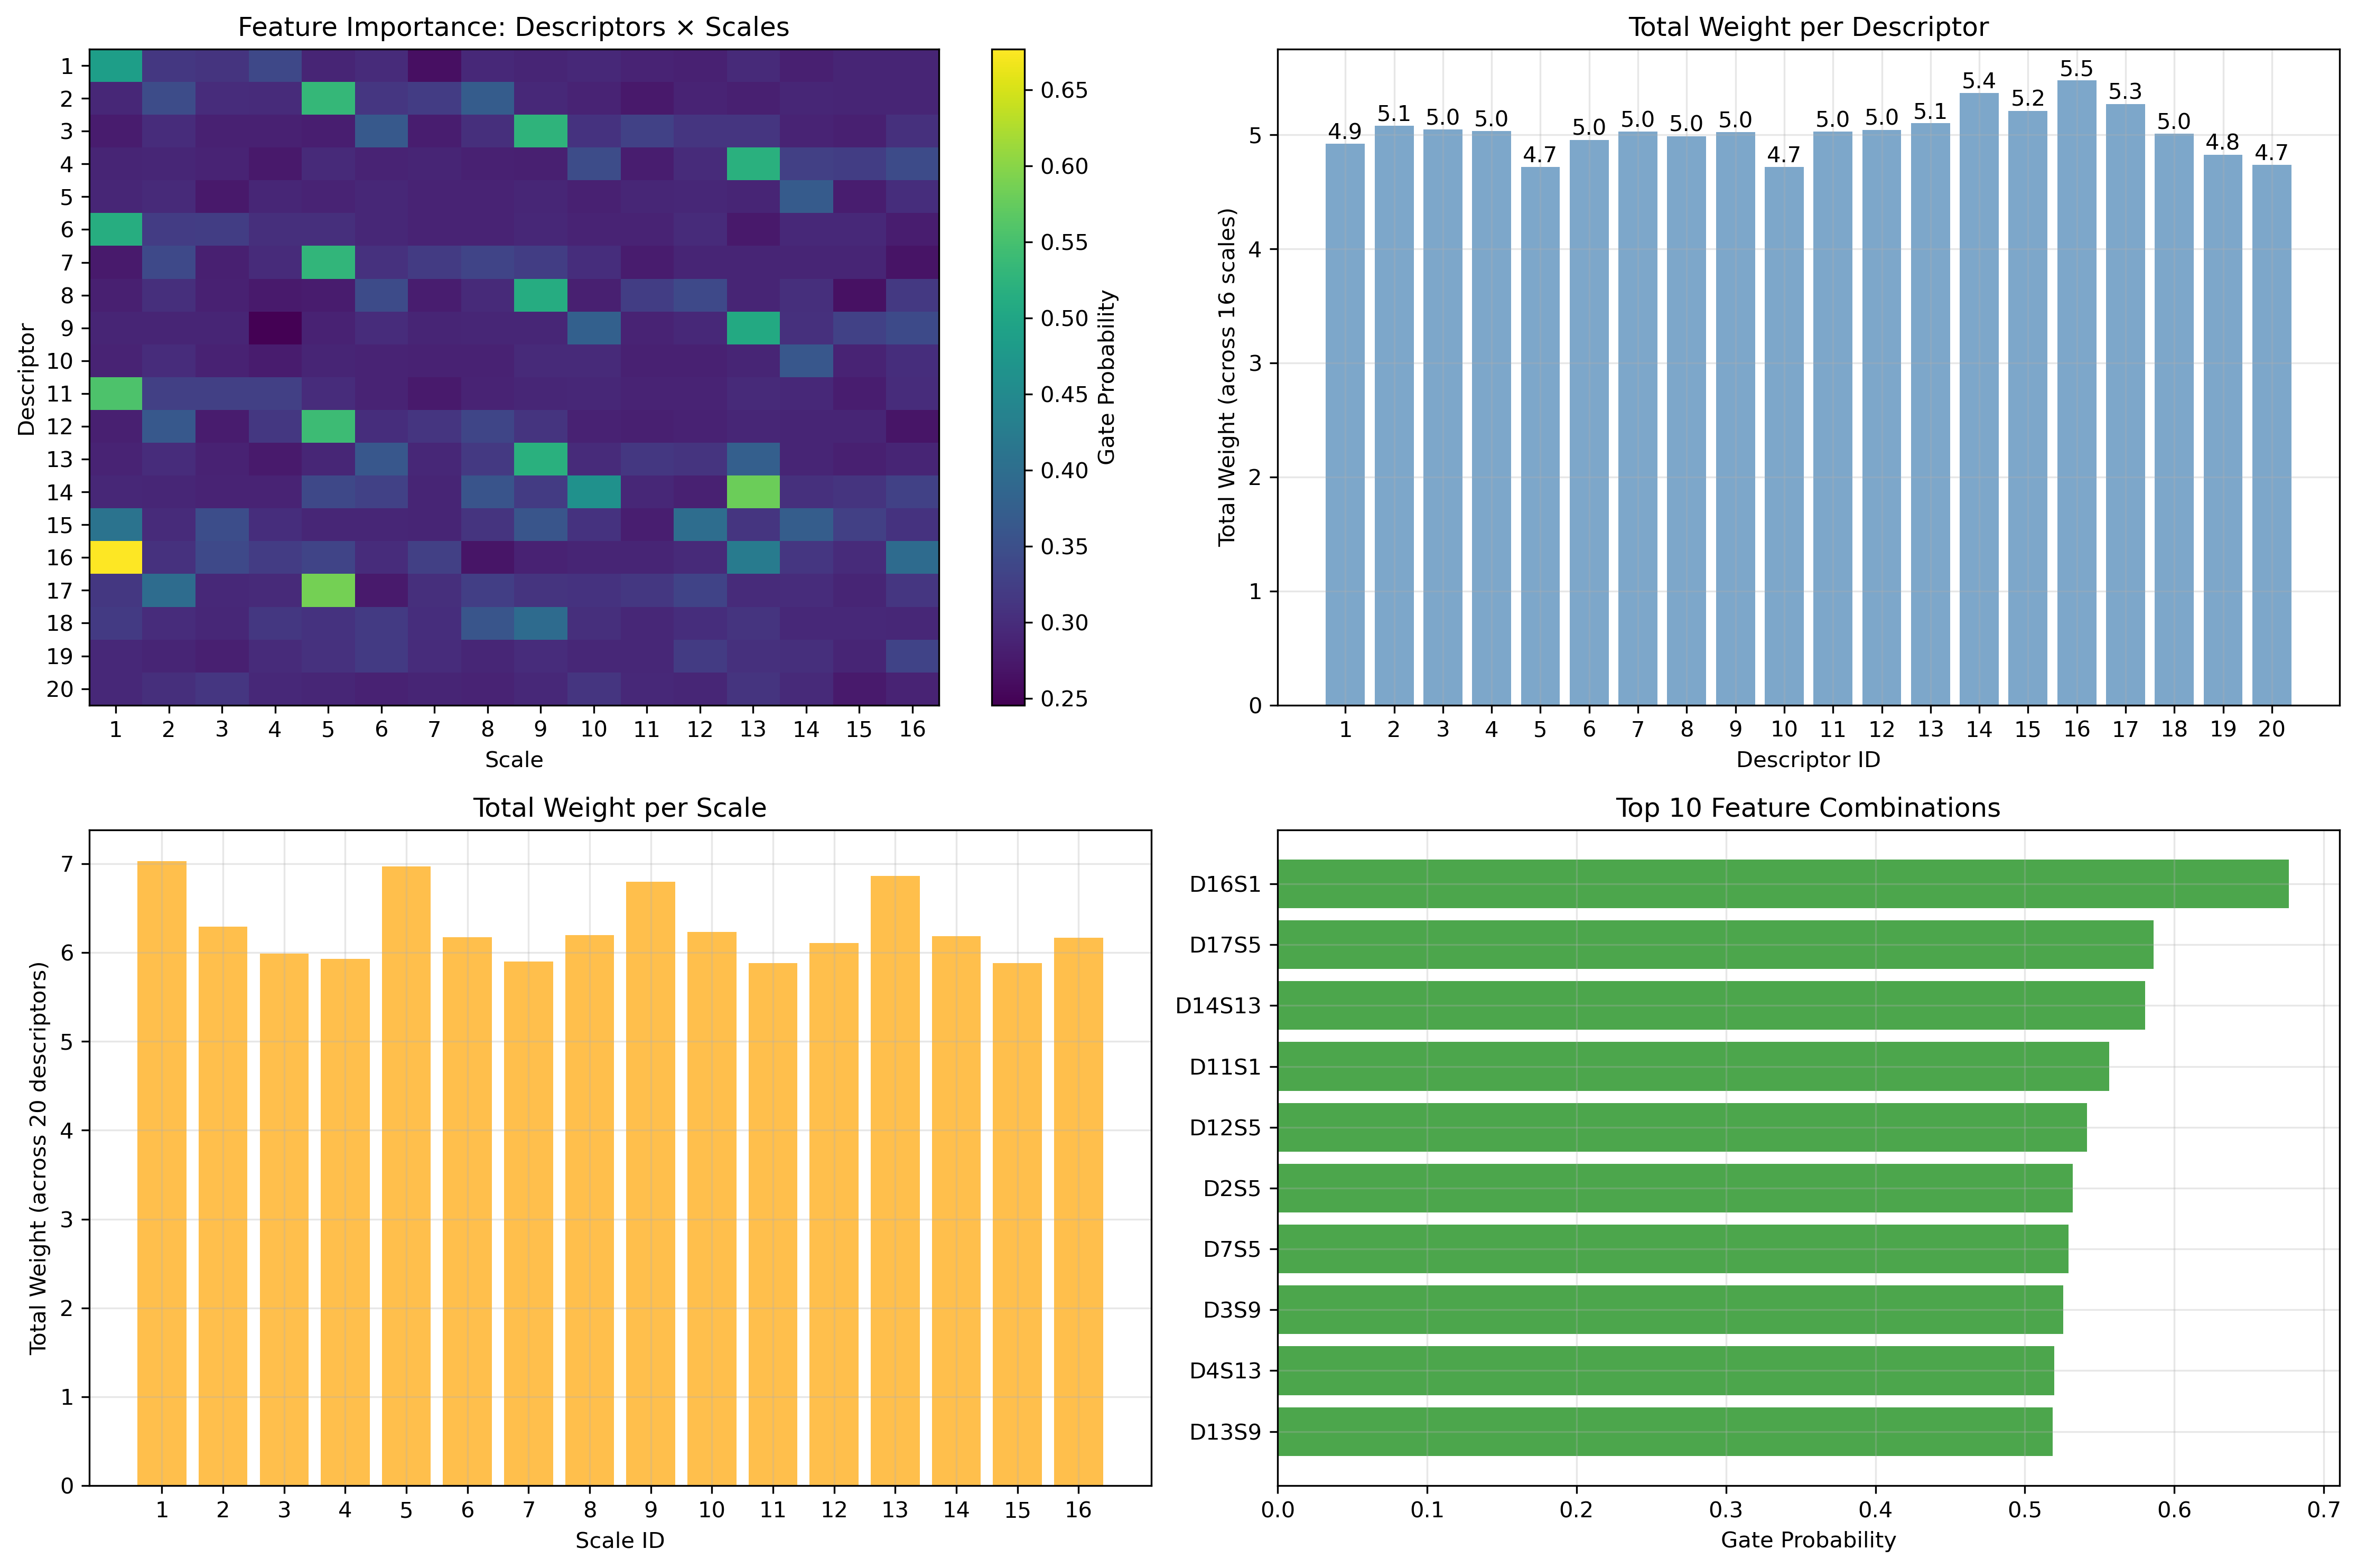 Feature Importance: Descriptors × Scales
Descriptor
1
2
3
4
5
6
7
8
9
10
11
12
13
14
15
16
17
18
19
20
1 2 3 4 5 6 7 8 9 10 11 12 13 14 15 16
Scale
0.65
0.60
0.55
0.50
0.45
0.40
0.35
0.30
0.25
Gate Probability
Total Weight per Descriptor
Total Weight (across 16 scales)
5
4
3
2
1
0
4.9 5.1 5.0 5.0 4.7 5.0 5.0 5.0 5.0 4.7 5.0 5.0 5.1 5.4 5.2 5.5 5.3 5.0 4.8 4.7
1 2 3 4 5 6 7 8 9 10 11 12 13 14 15 16 17 18 19 20
Descriptor ID
Total Weight per Scale
Total Weight (across 20 descriptors)
7
6
5
4
3
2
1
0
1 2 3 4 5 6 7 8 9 10 11 12 13 14 15 16
Scale ID
Top 10 Feature Combinations
D16S1
D17S5
D14S13
D11S1
D12S5
D2S5
D7S5
D3S9
D4S13
D13S9
0.0 0.1 0.2 0.3 0.4 0.5 0.6 0.7
Gate Probability